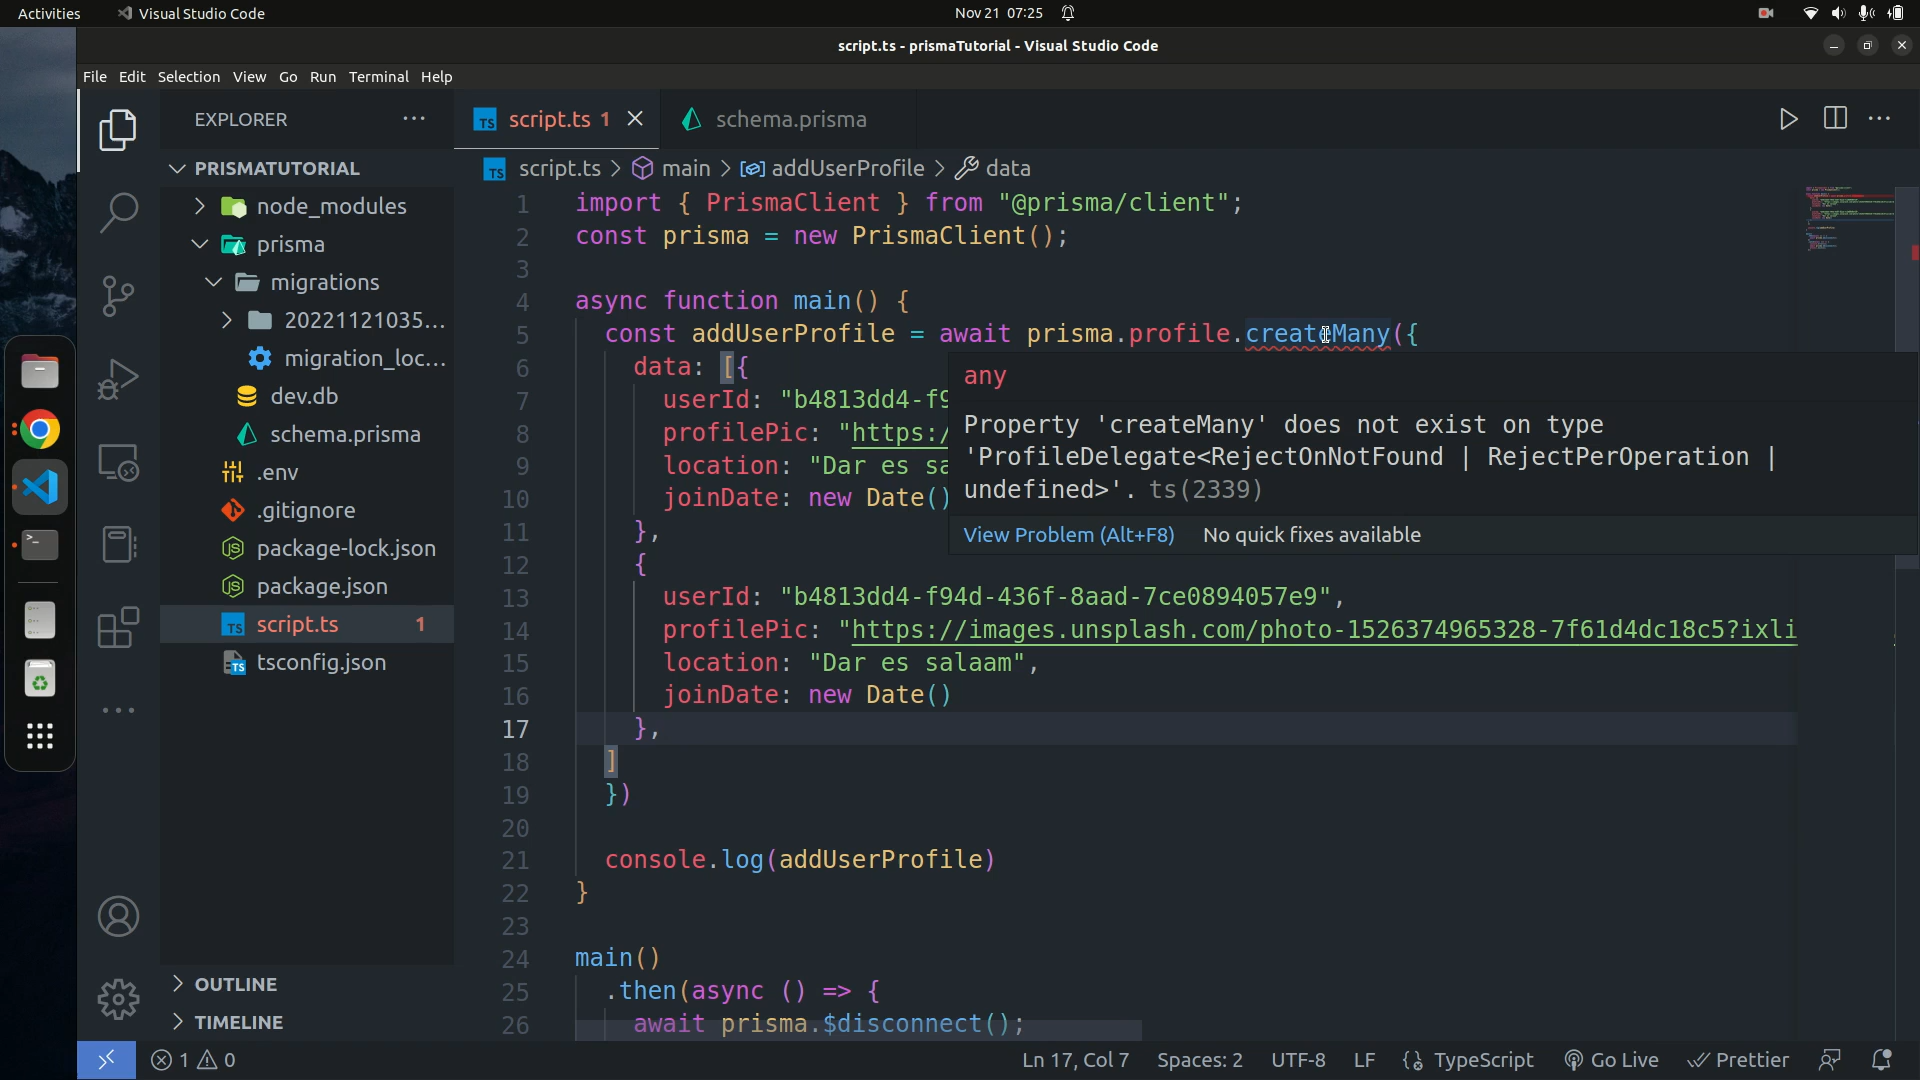 Activities
Visual Studio Code
Nov 21 07:25
script.ts - prismaTutorial - Visual Studio Code
File Edit Selection View Go Run Terminal Help
EXPLORER
script.ts 1
schema.prisma
PRISMATUTORIAL
node_modules
prisma
migrations
20221121035...
migration_loc...
dev.db
schema.prisma
.env
.gitignore
package-lock.json
package.json
script.ts 1
tsconfig.json
OUTLINE
TIMELINE
script.ts > main > addUserProfile > data
1 import { PrismaClient } from "@prisma/client";
2 const prisma = new PrismaClient();
3
4 async function main() {
5 const addUserProfile = await prisma.profile.createMany({
6 data: [{
7 userId: "b4813dd4-f9
8 profilePic: "https:/
9 location: "Dar es sa
10 joinDate: new Date()
11 },
12 {
13 userId: "b4813dd4-f94d-436f-8aad-7ce0894057e9",
14 profilePic: "https://images.unsplash.com/photo-1526374965328-7f61d4dc18c5?ixli
15 location: "Dar es salaam",
16 joinDate: new Date()
17 },
18 ]
19 })
20
21 console.log(addUserProfile)
22 }
23
24 main()
25 .then(async () => {
26 await prisma.$disconnect();
any
Property 'createMany' does not exist on type
'ProfileDelegate<RejectOnNotFound | RejectPerOperation |
undefined>'. ts(2339)
View Problem (Alt+F8) No quick fixes available
1 0
Ln 17, Col 7 Spaces: 2 UTF-8 LF TypeScript Go Live Prettier